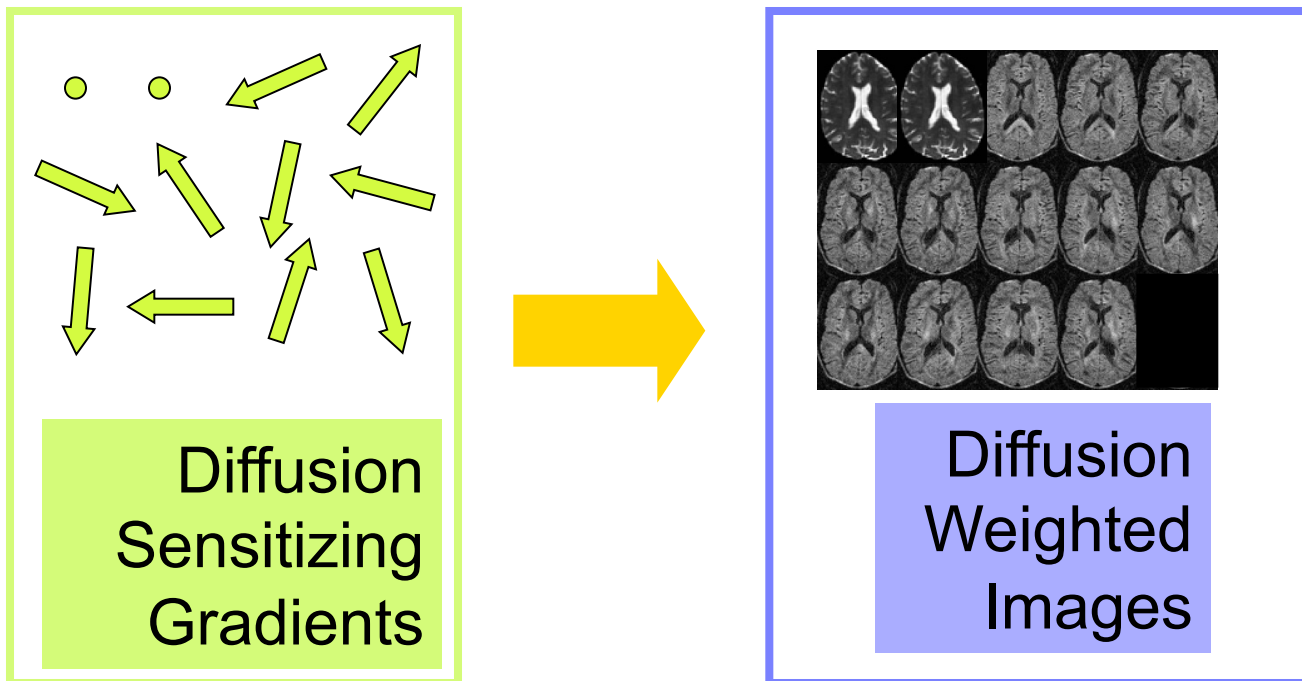 Diffusion
Sensitizing
Gradients
Diffusion
Weighted
Images